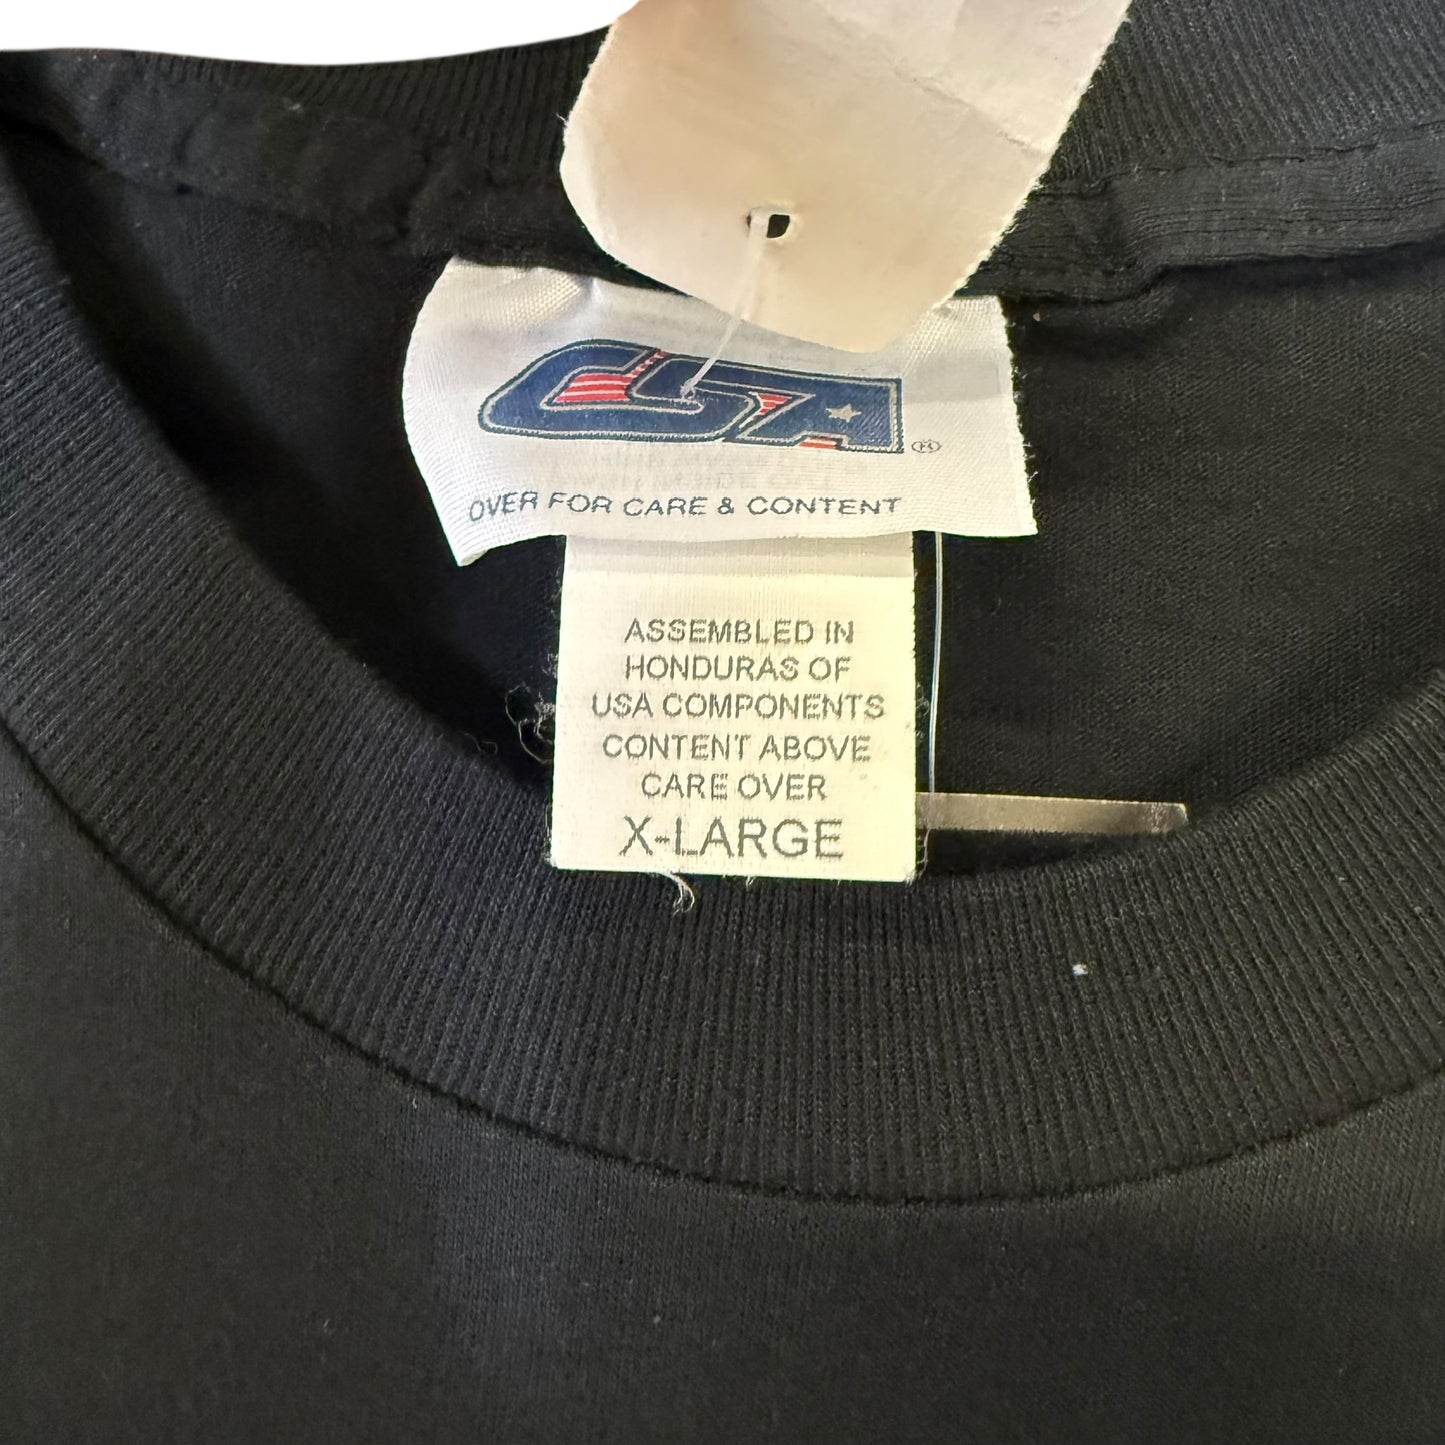 CSA
®
OVER FOR CARE & CONTENT
ASSEMBLED IN
HONDURAS OF
USA COMPONENTS
CONTENT ABOVE
CARE OVER
X-LARGE